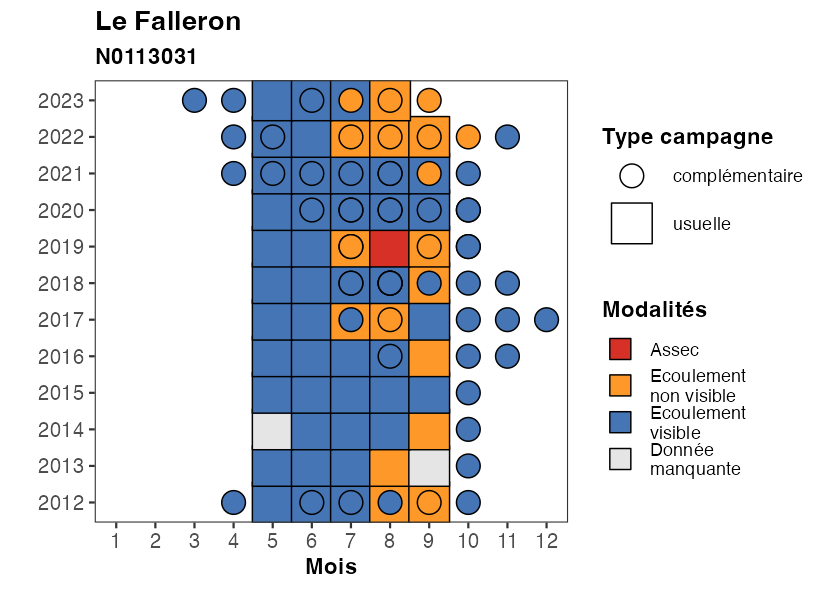 Le Falleron
N0113031
2023
2022
2021
2020
2019
2018
2017
2016
2015
2014
2013
2012
1 2 3 4 5 6 7 8 9 10 11 12
Mois
Type campagne
complémentaire
usuelle
Modalités
Assec
Ecoulement
non visible
Ecoulement
visible
Donnée
manquante